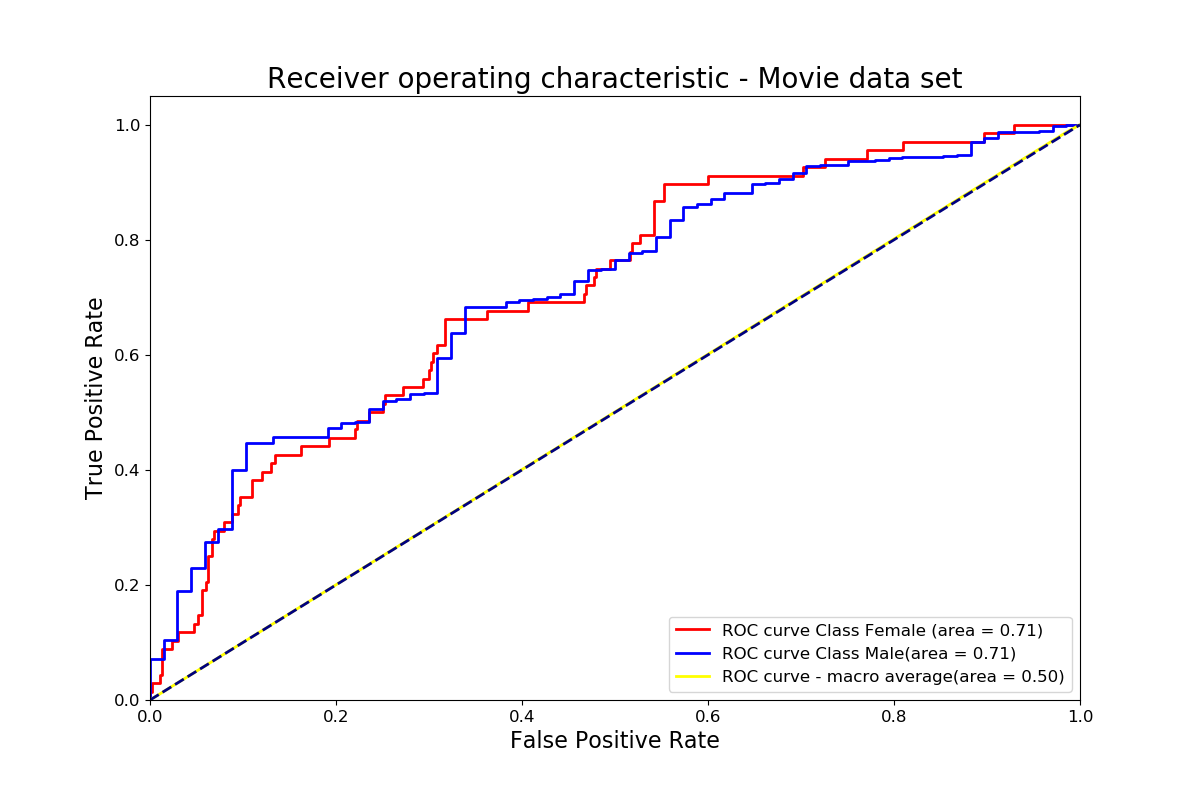 Receiver operating characteristic - Movie data set
1.0
0.8
0.6
0.4
0.2
0.0
True Positive Rate
ROC curve Class Female (area = 0.71)
ROC curve Class Male(area = 0.71)
ROC curve - macro average(area = 0.50)
0.0 0.2 0.4 0.6 0.8 1.0
False Positive Rate